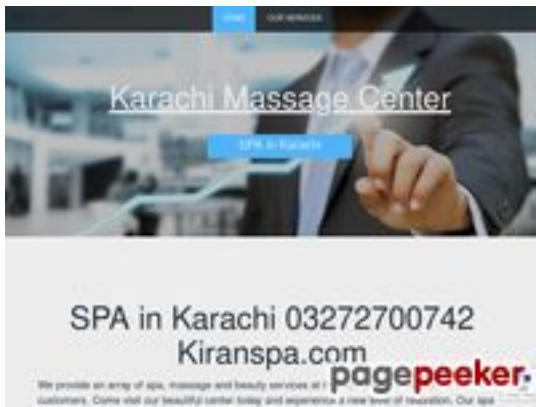 HOME OUR SERVICES
Karachi Massage Center
SPA in Karachi
SPA in Karachi 03272700742
Kiranspa.com
We provide an array of spa, massage and beauty services at
customers. Come visit our beautiful center today and experience a new level of relaxation. Our spa
pagepeeker.